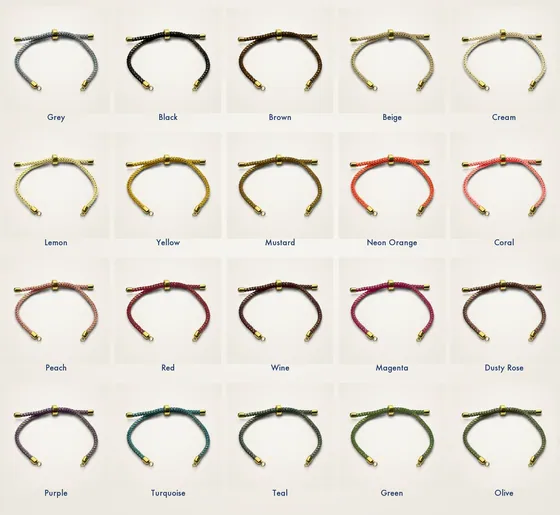 Grey
Black
Brown
Beige
Cream
Lemon
Yellow
Mustard
Neon Orange
Coral
Peach
Red
Wine
Magenta
Dusty Rose
Purple
Turquoise
Teal
Green
Olive